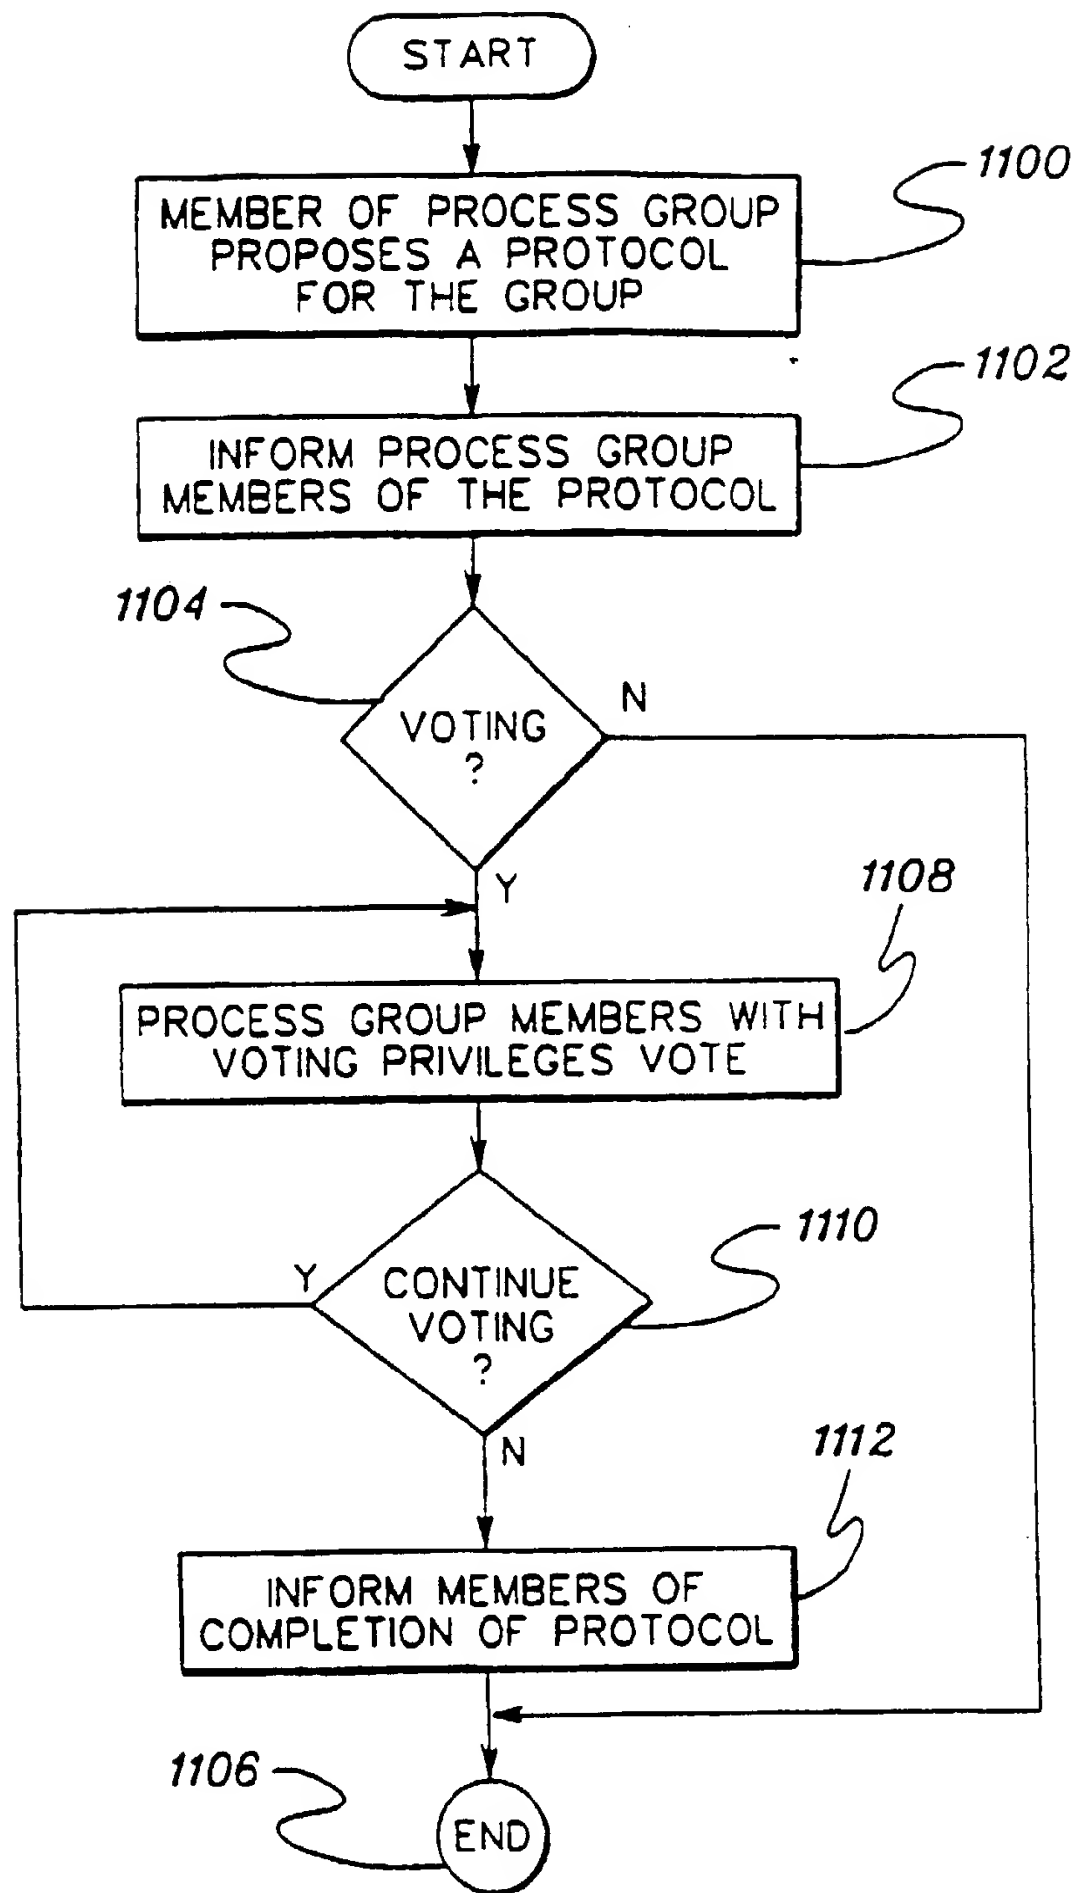 START
1100
MEMBER OF PROCESS GROUP
PROPOSES A PROTOCOL
FOR THE GROUP
1102
INFORM PROCESS GROUP
MEMBERS OF THE PROTOCOL
1104
N
VOTING
?
Y
1108
PROCESS GROUP MEMBERS WITH
VOTING PRIVILEGES VOTE
1110
Y
CONTINUE
VOTING
?
N
1112
INFORM MEMBERS OF
COMPLETION OF PROTOCOL
1106
END